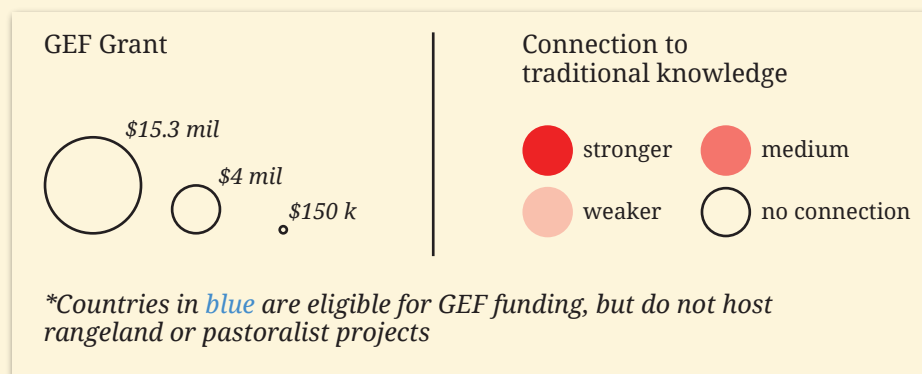 GEF Grant
$15.3 mil
$4 mil
$150 k
Connection to
traditional knowledge
stronger
medium
weaker
no connection
*Countries in blue are eligible for GEF funding, but do not host
rangeland or pastoralist projects